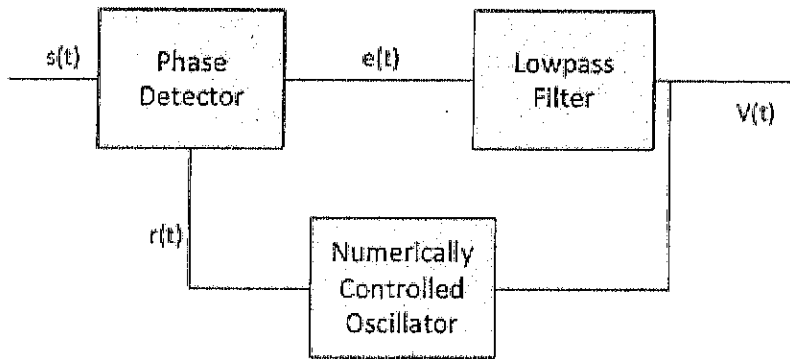 s(t)
Phase
Detector
e(t)
Lowpass
Filter
V(t)
r(t)
Numerically
Controlled
Oscillator